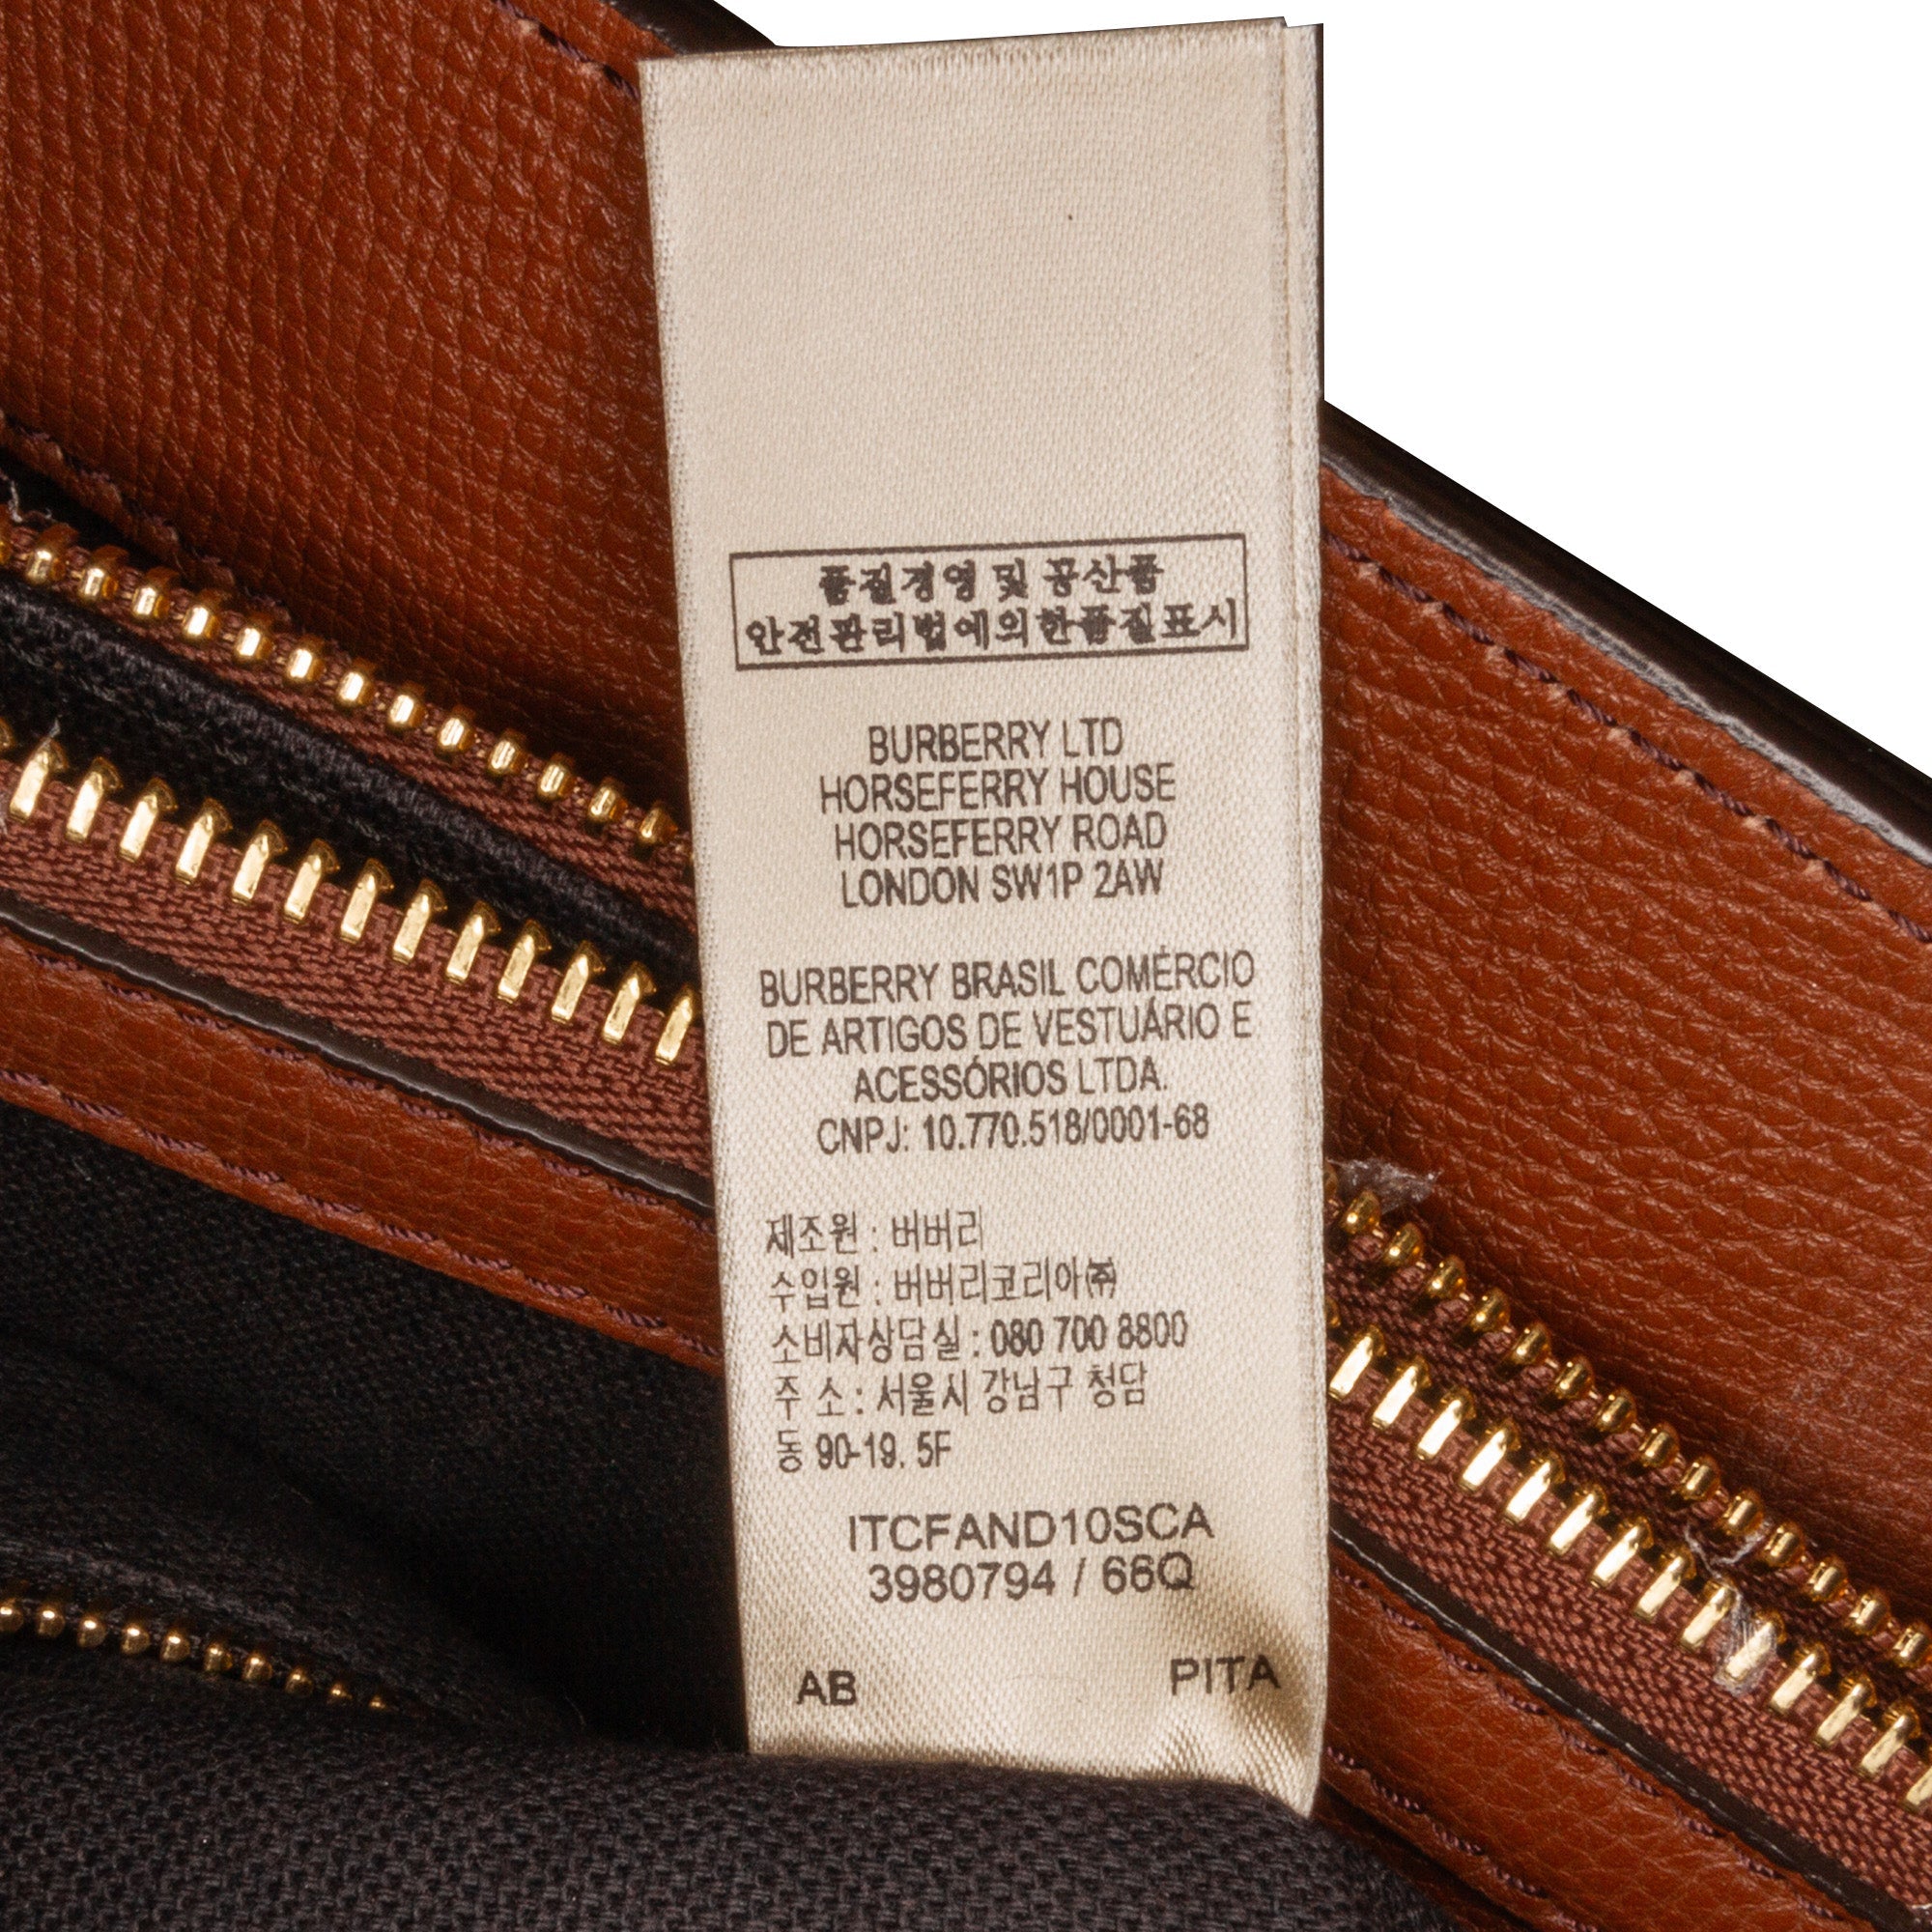 품질경영 및 공산품
안전관리법에의한품질표시
BURBERRY LTD
HORSEFERRY HOUSE
HORSEFERRY ROAD
LONDON SW1P 2AW
BURBERRY BRASIL COMÉRCIO
DE ARTIGOS DE VESTUÁRIO E
ACESSÓRIOS LTDA.
CNPJ: 10.770.518/0001-68
제조원 : 버버리
수입원 : 버버리코리아㈜
소비자상담실 : 080 700 8800
주 소 : 서울시 강남구 청담
동 90-19. 5F
ITCFAND10SCA
3980794 / 66Q
AB PITA